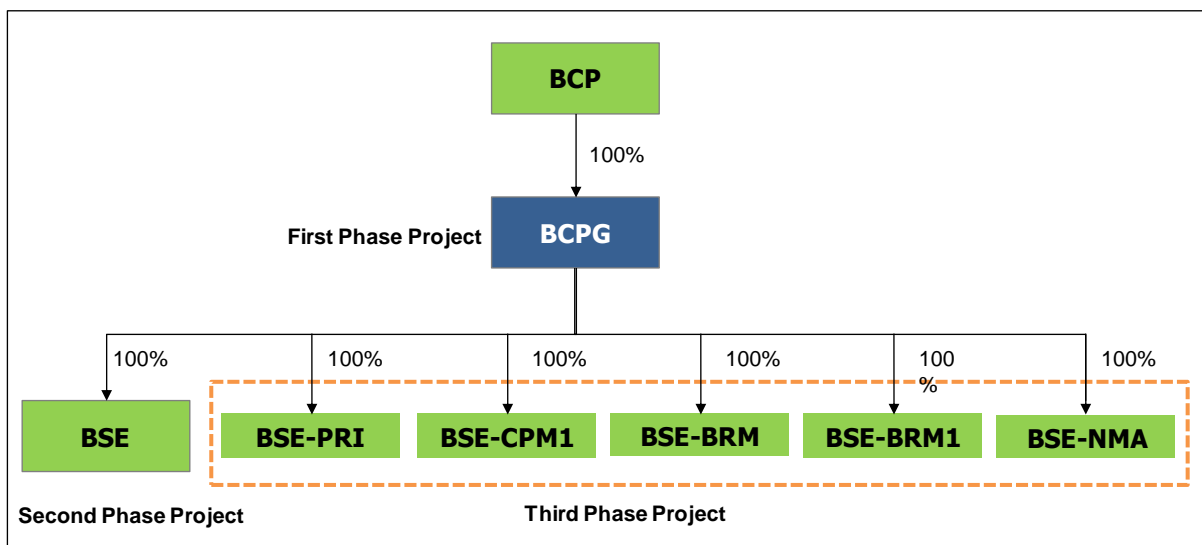 BCP
100%
First Phase Project
BCPG
100%
100%
100%
100%
100
%
100%
BSE
BSE-PRI
BSE-CPM1
BSE-BRM
BSE-BRM1
BSE-NMA
Second Phase Project
Third Phase Project